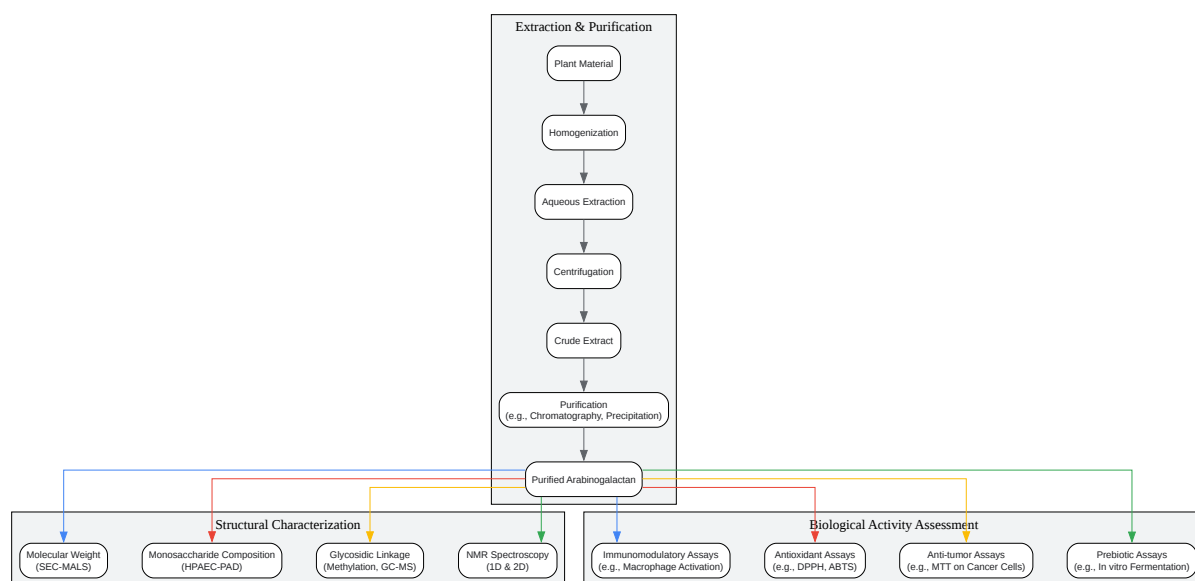 Extraction & Purification
Plant Material
Homogenization
Aqueous Extraction
Centrifugation
Crude Extract
Purification
(e.g., Chromatography, Precipitation)
Purified Arabinogalactan
Structural Characterization
Molecular Weight
(SEC-MALS)
Monosaccharide Composition
(HPAEC-PAD)
Glycosidic Linkage
(Methylation, GC-MS)
NMR Spectroscopy
(1D & 2D)
Biological Activity Assessment
Immunomodulatory Assays
(e.g., Macrophage Activation)
Antioxidant Assays
(e.g., DPPH, ABTS)
Anti-tumor Assays
(e.g., MTT on Cancer Cells)
Prebiotic Assays
(e.g., In vitro Fermentation)